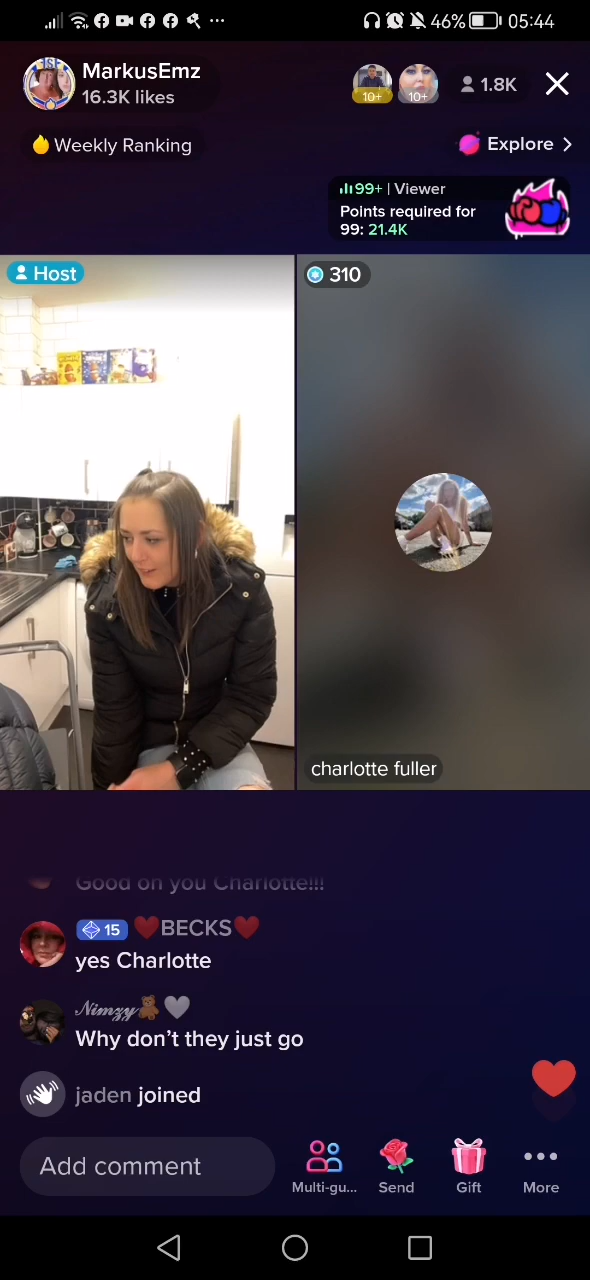 46% 05:44
MarkusEmz
16.3K likes
10+
10+
1.8K
Weekly Ranking
Explore
99+ | Viewer
Points required for
99: 21.4K
Host
310
charlotte fuller
Good on you Charlotte!!!
15 BECKS
yes Charlotte
Nimzy
Why don't they just go
jaden joined
Add comment
Multi-gu...
Send
Gift
More